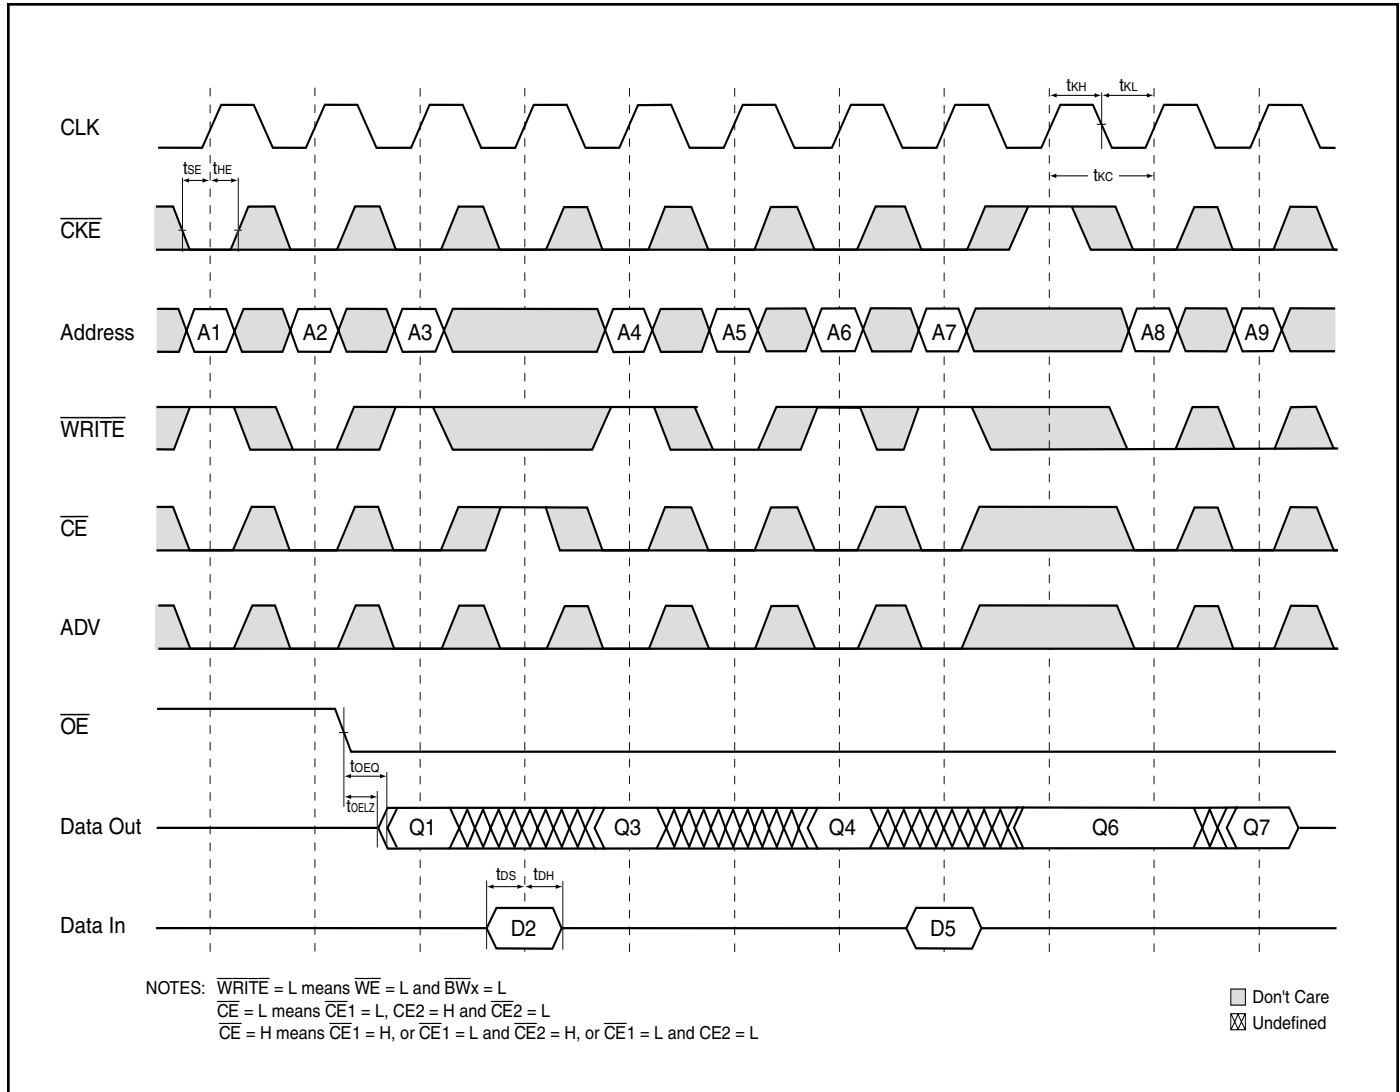 tKH tKL
CLK
tSE tHE
tKC
CKE
Address A1 A2 A3 A4 A5 A6 A7 A8 A9
WRITE
CE
ADV
OE
tOEQ
tOELZ
Data Out Q1 Q3 Q4 Q6 Q7
tDS tDH
Data In D2 D5
NOTES: WRITE = L means WE = L and BWx = L
CE = L means CE1 = L, CE2 = H and CE2 = L
CE = H means CE1 = H, or CE1 = L and CE2 = H, or CE1 = L and CE2 = L
Don't Care
Undefined